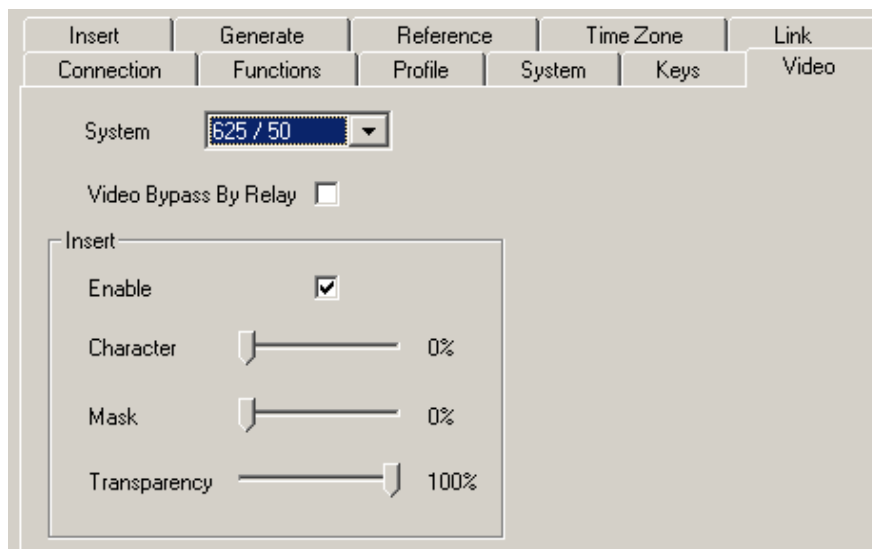 Insert Generate Reference Time Zone Link
Connection Functions Profile System Keys Video
System 625 / 50
Video Bypass By Relay
Insert
Enable
Character 0%
Mask 0%
Transparency 100%